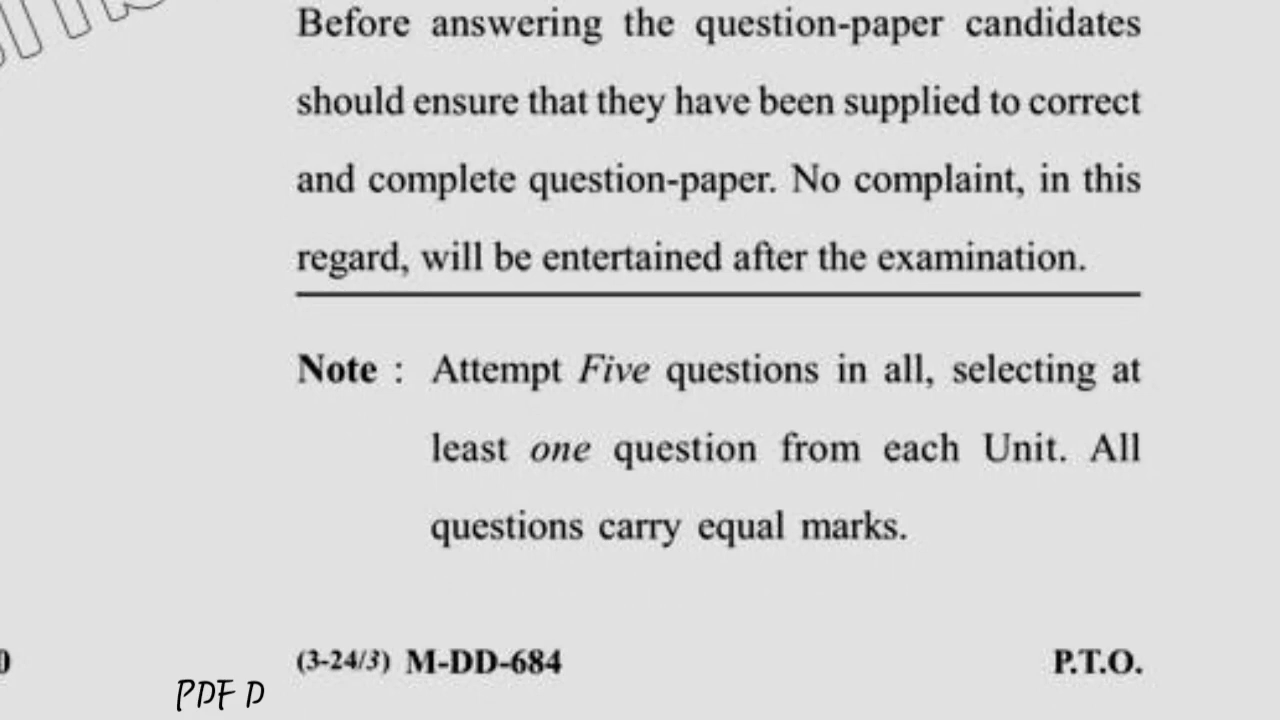 Before answering the question-paper candidates
should ensure that they have been supplied to correct
and complete question-paper. No complaint, in this
regard, will be entertained after the examination.
Note : Attempt Five questions in all, selecting at
least one question from each Unit. All
questions carry equal marks.
(3-24/3) M-DD-684 P.T.O.
PDF D